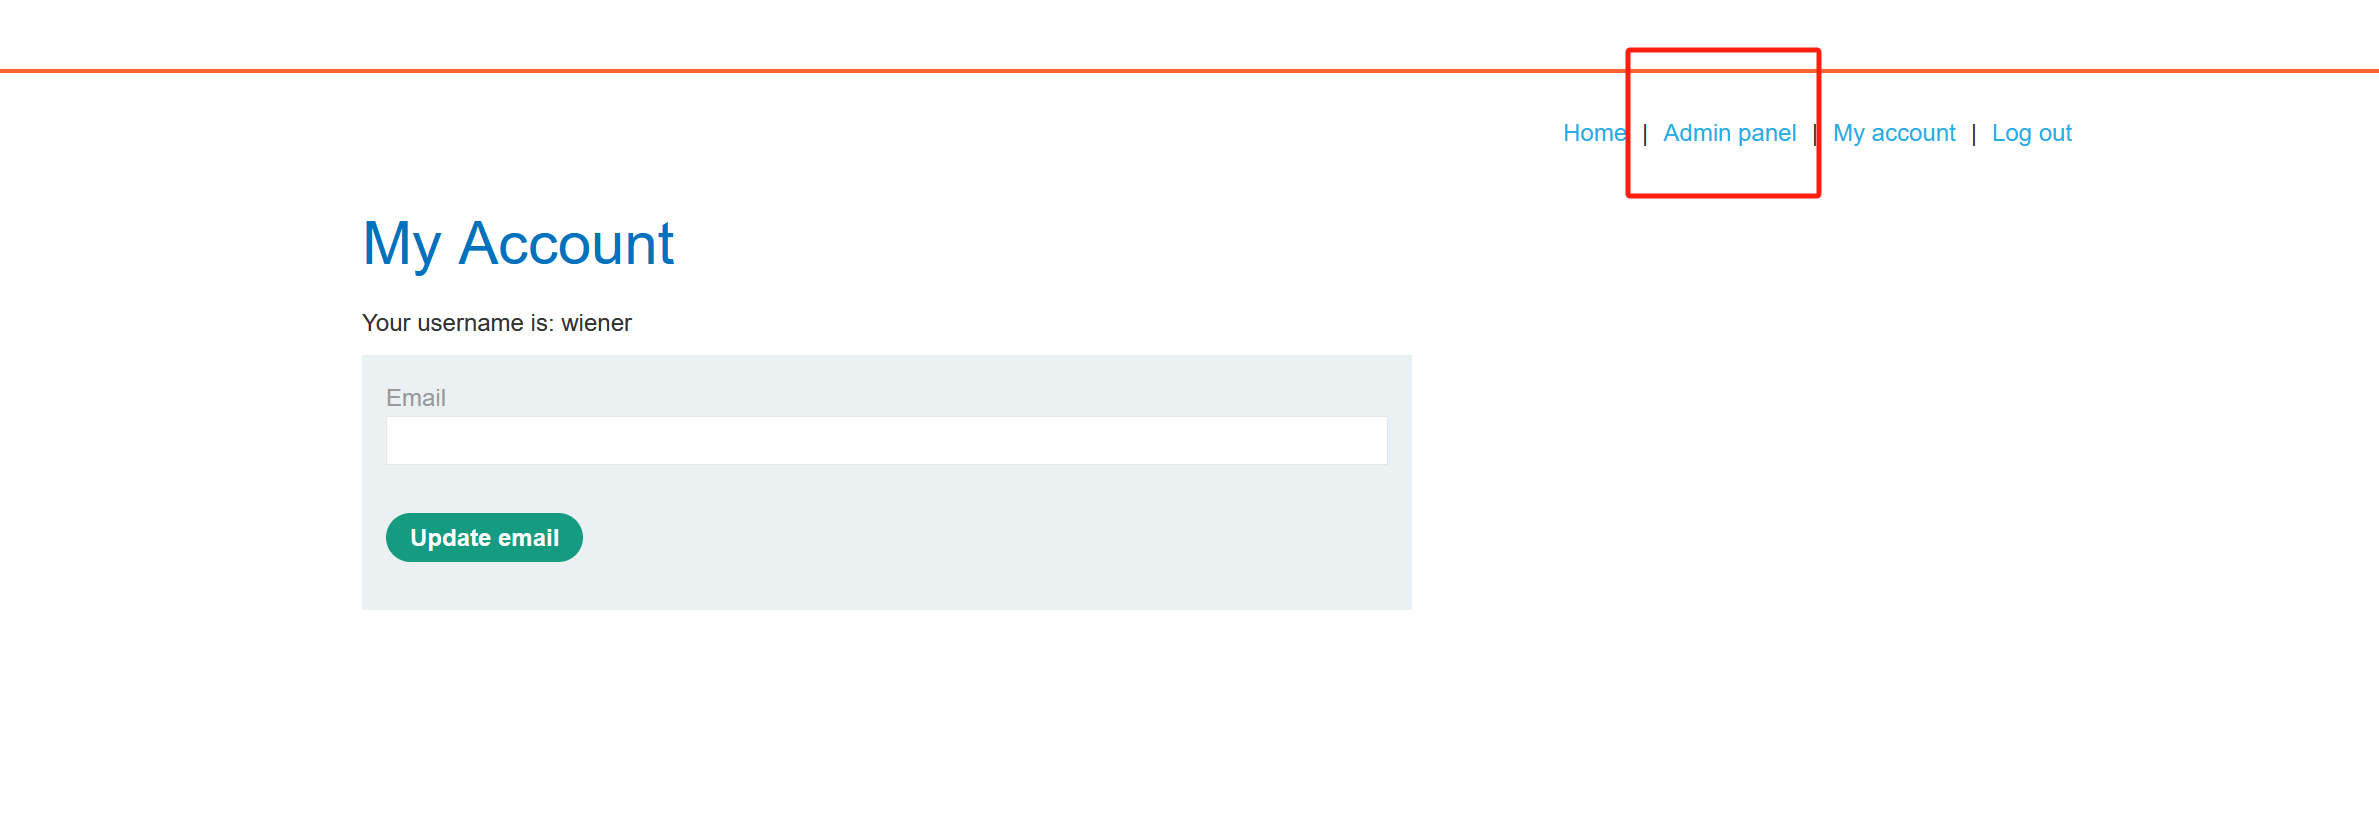 Home | Admin panel | My account | Log out
My Account
Your username is: wiener
Email
Update email